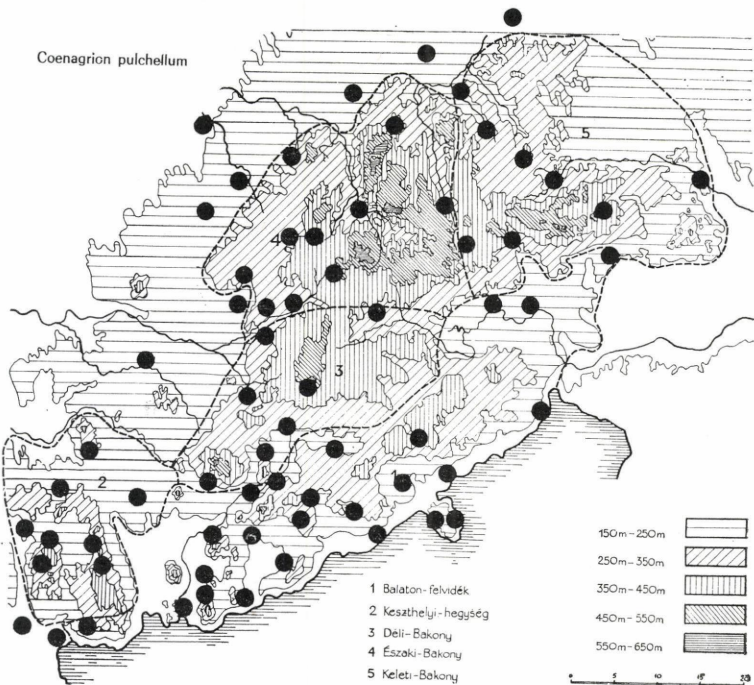 Coenagrion pulchellum
5
4
3
2
1
150m-250m
250m-350m
350m-450m
450m-550m
550m-650m
1 Balaton-felvidék
2 Keszthelyi-hegység
3 Déli-Bakony
4 Északi-Bakony
5 Keleti-Bakony
0 5 10 15